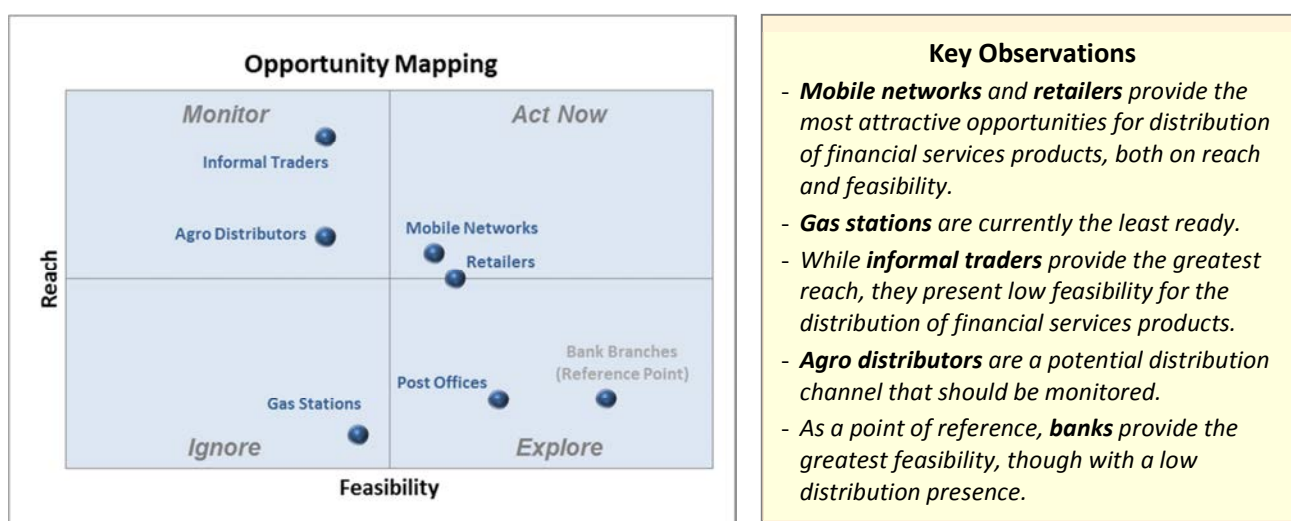 Opportunity Mapping
Monitor
Act Now
Informal Traders
Agro Distributors
Mobile Networks
Retailers
Reach
Bank Branches
(Reference Point)
Post Offices
Gas Stations
Ignore
Explore
Feasibility
Key Observations
- Mobile networks and retailers provide the
most attractive opportunities for distribution
of financial services products, both on reach
and feasibility.
- Gas stations are currently the least ready.
- While informal traders provide the greatest
reach, they present low feasibility for the
distribution of financial services products.
- Agro distributors are a potential distribution
channel that should be monitored.
- As a point of reference, banks provide the
greatest feasibility, though with a low
distribution presence.